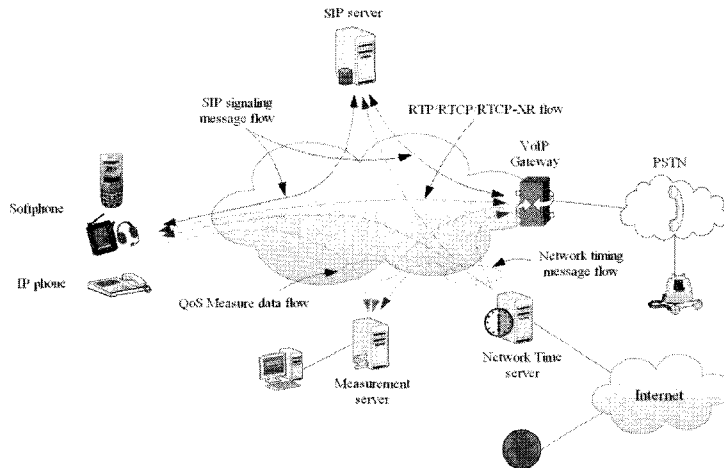 SIP server
SIP signaling
message flow
RTP/RTCP/RTCP-XR flow
VoIP
Gateway
PSTN
Softphone
IP phone
Network timing
message flow
QoS Measure data flow
Network Time
server
Measurement
server
Internet